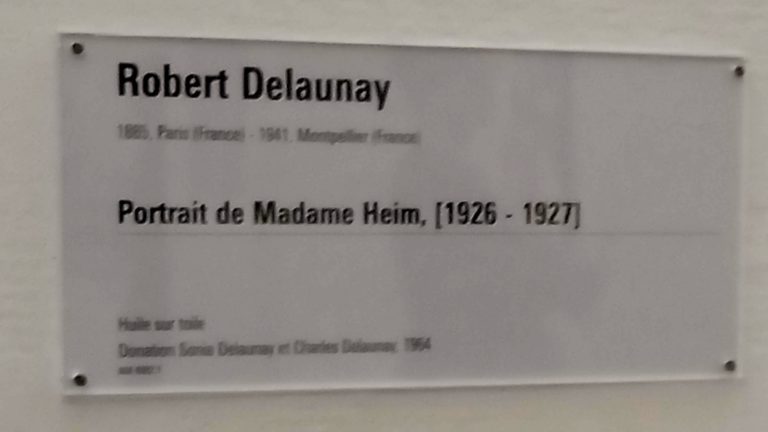 Robert Delaunay
1885, Paris (France) - 1941, Montpellier (France)
Portrait de Madame Heim, [1926 - 1927]
Huile sur toile
Donation Sonia Delaunay et Charles Delaunay, 1964